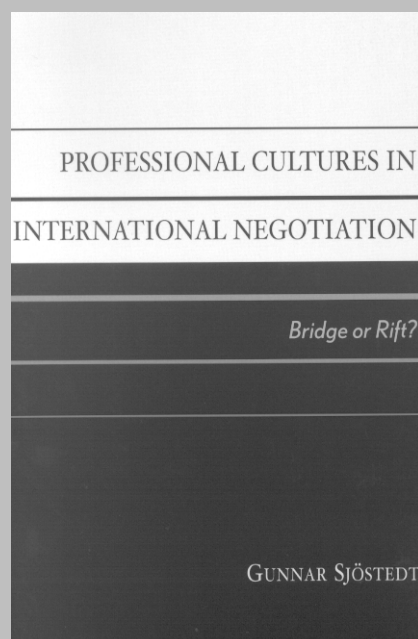 PROFESSIONAL CULTURES IN
INTERNATIONAL NEGOTIATION
Bridge or Rift?
GUNNAR SJÖSTEDT